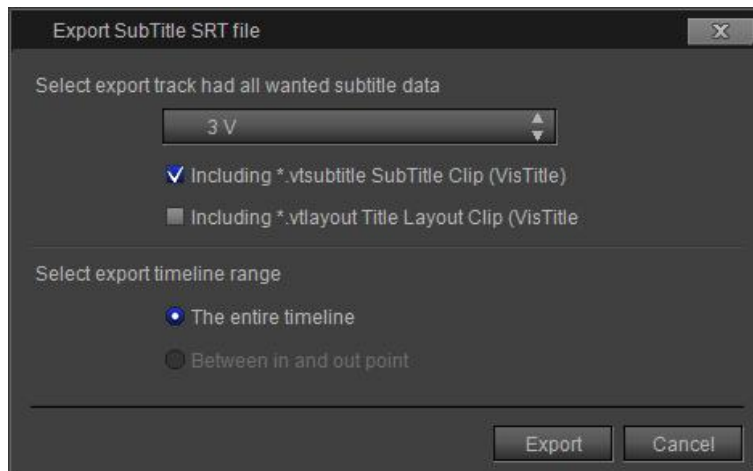 Export SubTitle SRT file
Select export track had all wanted subtitle data
3 V
Including *.vtsubtitle SubTitle Clip (VisTitle)
Including *.vtlayout Title Layout Clip (VisTitle
Select export timeline range
The entire timeline
Between in and out point
Export Cancel